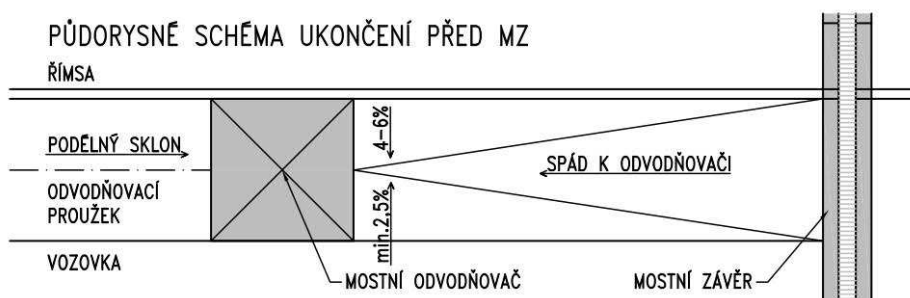 PŮDORYSNÉ SCHÉMA UKONČENÍ PŘED MZ
ŘÍMSA
PODÉLNÝ SKLON
4-6%
SPÁD K ODVODŇOVAČI
ODVODŇOVACÍ
PROUŽEK
min.2,5%
VOZOVKA
MOSTNÍ ODVODŇOVAČ
MOSTNÍ ZÁVĚR